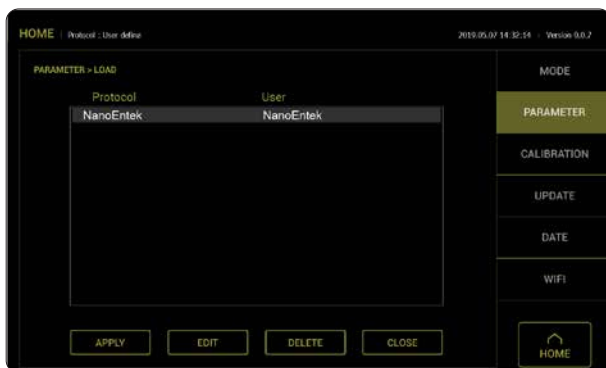 HOME | Protocol : User define
2019.05.07 14:32:14 | Version 0.0.7
PARAMETER > LOAD
Protocol User
NanoEntek NanoEntek
APPLY EDIT DELETE CLOSE
MODE
PARAMETER
CALIBRATION
UPDATE
DATE
WIFI
HOME